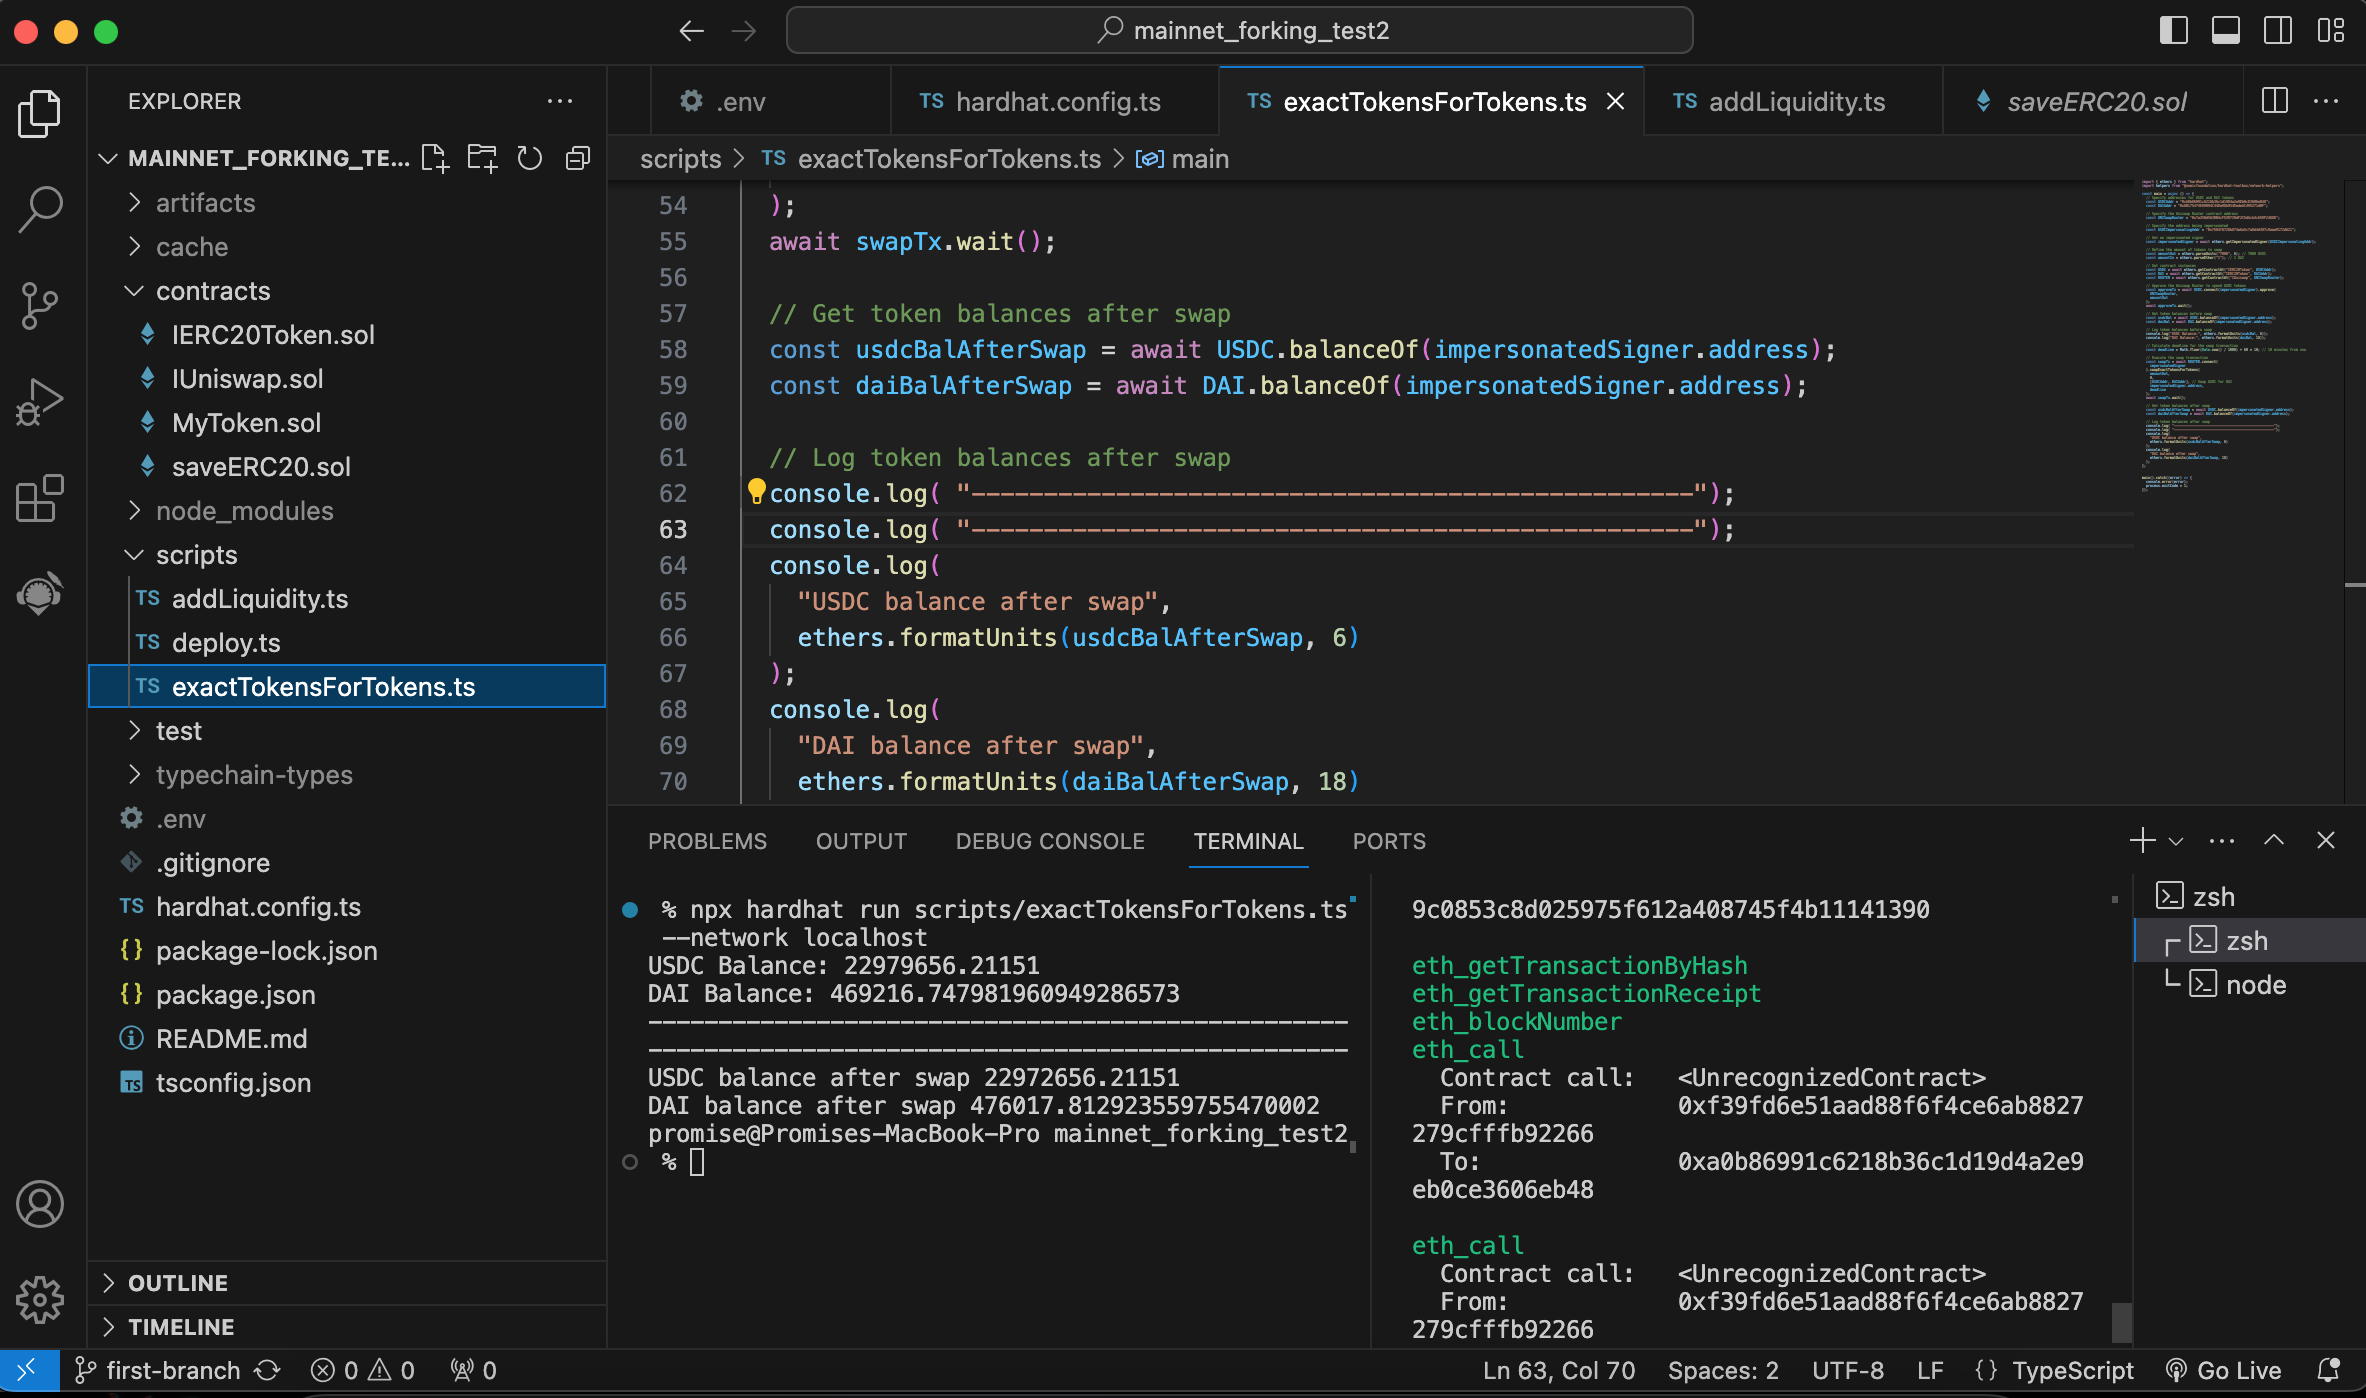 mainnet_forking_test2
EXPLORER
MAINNET_FORKING_TE...
artifacts
cache
contracts
IERC20Token.sol
IUniswap.sol
MyToken.sol
saveERC20.sol
node_modules
scripts
TS addLiquidity.ts
TS deploy.ts
TS exactTokensForTokens.ts
test
typechain-types
.env
.gitignore
TS hardhat.config.ts
{} package-lock.json
{} package.json
README.md
TS tsconfig.json
OUTLINE
TIMELINE
.env
TS hardhat.config.ts
TS exactTokensForTokens.ts
TS addLiquidity.ts
saveERC20.sol
scripts > TS exactTokensForTokens.ts > main
54 );
55 await swapTx.wait();
56
57 // Get token balances after swap
58 const usdcBalAfterSwap = await USDC.balanceOf(impersonatedSigner.address);
59 const daiBalAfterSwap = await DAI.balanceOf(impersonatedSigner.address);
60
61 // Log token balances after swap
62 console.log( "--------------------------------------------------");
63 console.log( "--------------------------------------------------");
64 console.log(
65 "USDC balance after swap",
66 ethers.formatUnits(usdcBalAfterSwap, 6)
67 );
68 console.log(
69 "DAI balance after swap",
70 ethers.formatUnits(daiBalAfterSwap, 18)
PROBLEMS OUTPUT DEBUG CONSOLE TERMINAL PORTS
% npx hardhat run scripts/exactTokensForTokens.ts
--network localhost
USDC Balance: 22979656.21151
DAI Balance: 469216.747981960949286573
--------------------------------------------------
--------------------------------------------------
USDC balance after swap 22972656.21151
DAI balance after swap 476017.812923559755470002
promise@Promises-MacBook-Pro mainnet_forking_test2
%
9c0853c8d025975f612a408745f4b11141390
eth_getTransactionByHash
eth_getTransactionReceipt
eth_blockNumber
eth_call
Contract call: <UnrecognizedContract>
From: 0xf39fd6e51aad88f6f4ce6ab8827
279cfffb92266
To: 0xa0b86991c6218b36c1d19d4a2e9
eb0ce3606eb48
eth_call
Contract call: <UnrecognizedContract>
From: 0xf39fd6e51aad88f6f4ce6ab8827
279cfffb92266
zsh
zsh
node
first-branch 0 0 0
Ln 63, Col 70 Spaces: 2 UTF-8 LF {} TypeScript Go Live